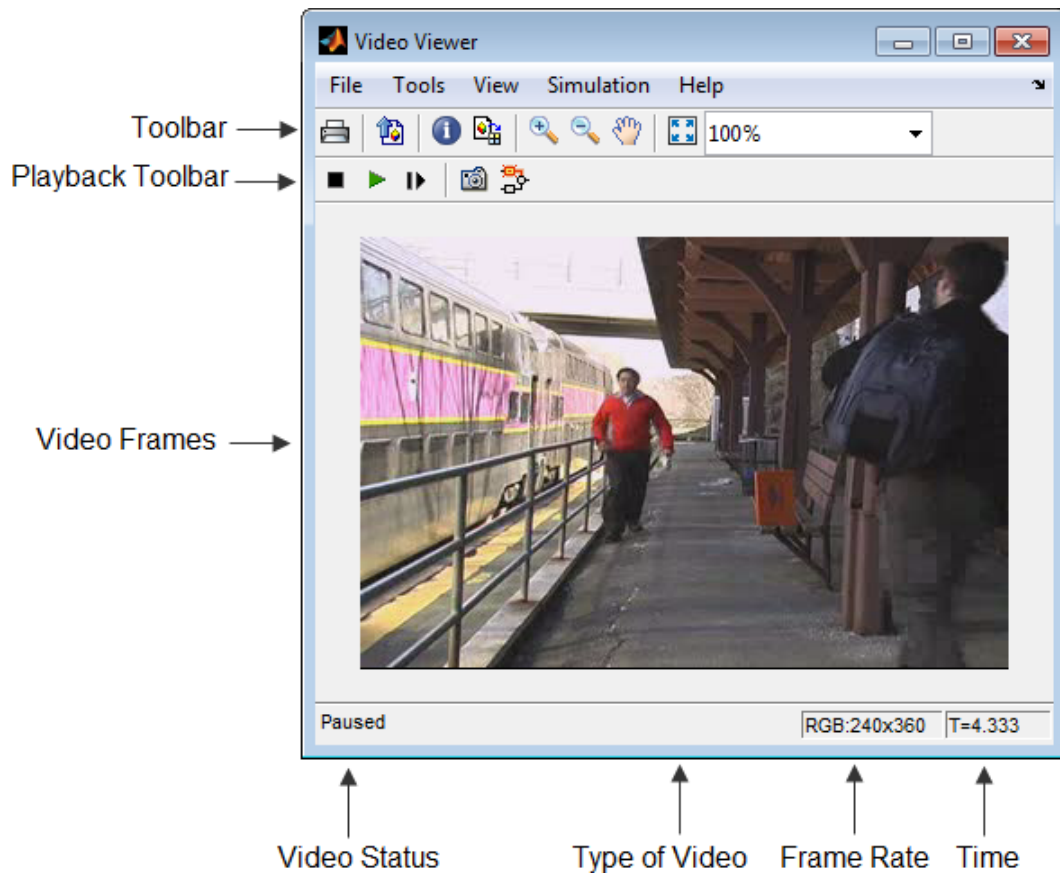 Video Viewer
File Tools View Simulation Help
Toolbar
100%
Playback Toolbar
Video Frames
Paused
RGB:240x360
T=4.333
Video Status
Type of Video
Frame Rate
Time